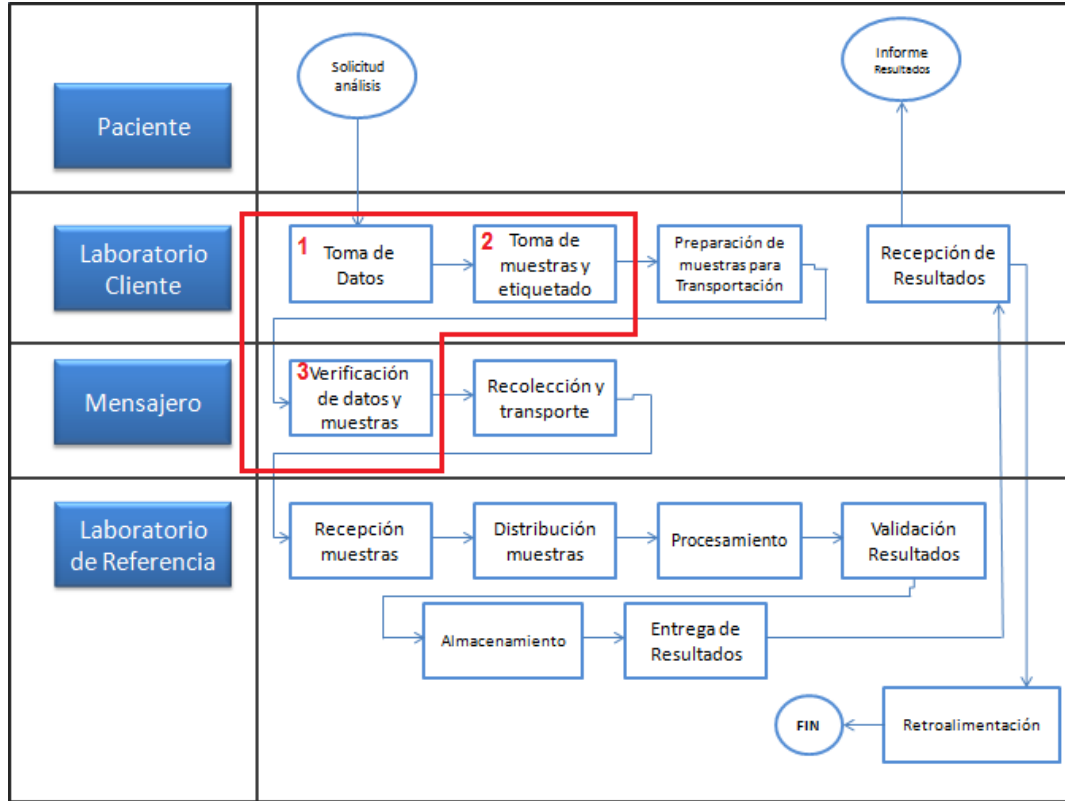 Solicitud
análisis
Informe
Resultados
Paciente
Laboratorio
Cliente
1
Toma de
Datos
2
Toma de
muestras y
etiquetado
Preparación de
muestras para
Transportación
Recepción de
Resultados
Mensajero
3
Verificación
de datos y
muestras
Recolección y
transporte
Laboratorio
de Referencia
Recepción
muestras
Distribución
muestras
Procesamiento
Validación
Resultados
Almacenamiento
Entrega de
Resultados
FIN
Retroalimentación